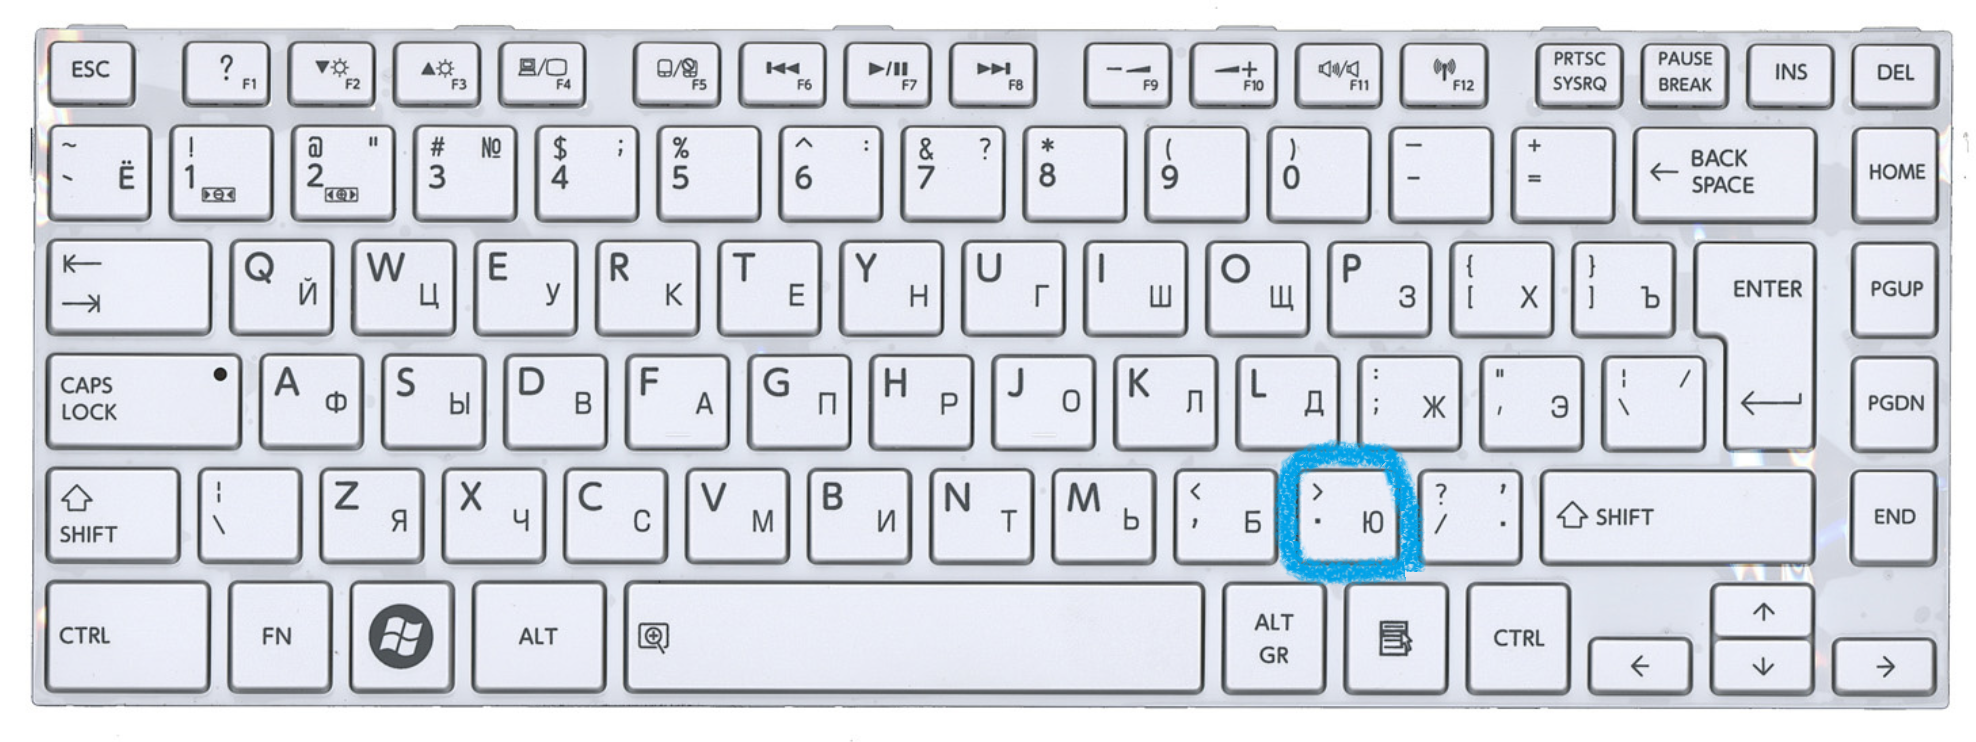 ESC ? F1 F2 F3 F4 F5 F6 F7 F8 F9 F10 F11 F12 PRTSC SYSRQ PAUSE BREAK INS DEL
~ ` Ё ! 1 @ " 2 # № 3 $ ; 4 % 5 ^ : 6 & ? 7 * 8 ( 9 ) 0 — - + = ← BACK SPACE HOME
Q Й W Ц E У R К T Е Y Н U Г I Ш O Щ P З { [ Х } ] Ъ ENTER PGUP
CAPS LOCK A Ф S Ы D В F А G П H Р J О K Л L Д : ; Ж " ' Э ¦ / \ PGDN
SHIFT ¦ \ Z Я X Ч C С V М B И N Т M Ь < , Б > . Ю ? , / . SHIFT END
CTRL FN ALT ALT GR CTRL ← ↑ ↓ →